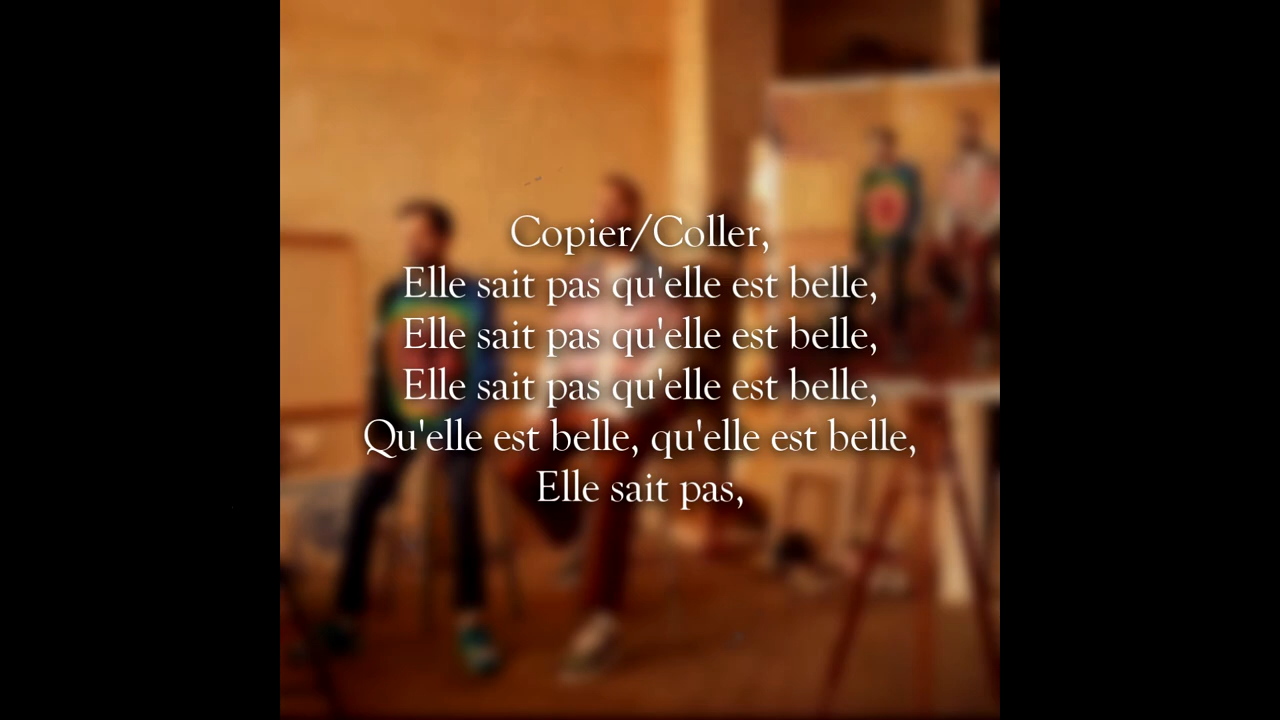 Copier/Coller,
Elle sait pas qu'elle est belle,
Elle sait pas qu'elle est belle,
Elle sait pas qu'elle est belle,
Qu'elle est belle, qu'elle est belle,
Elle sait pas,